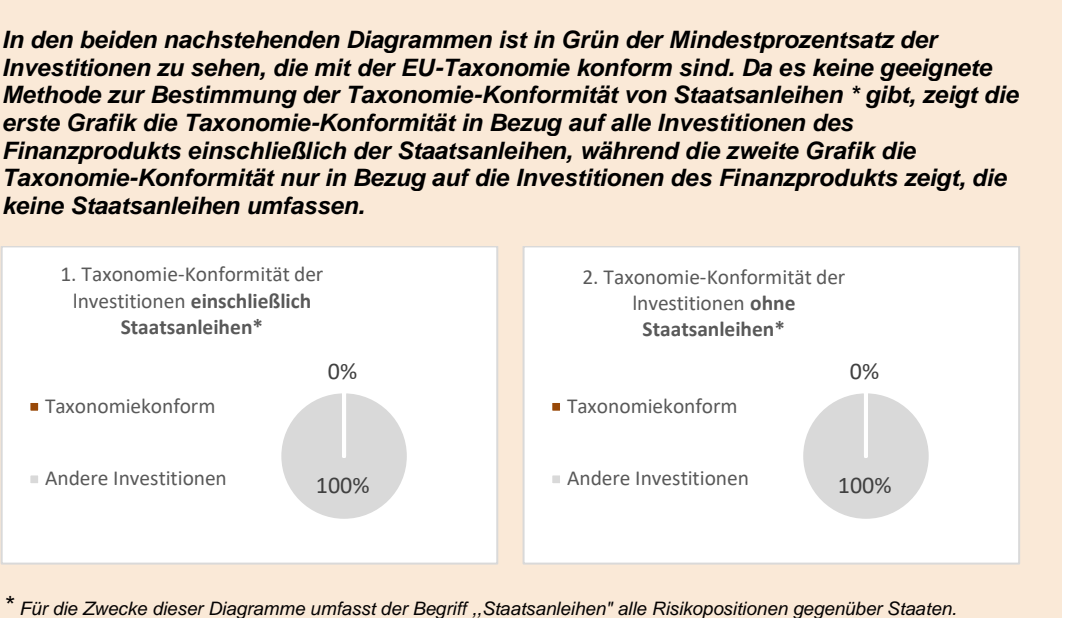 In den beiden nachstehenden Diagrammen ist in Grün der Mindestprozentsatz der
Investitionen zu sehen, die mit der EU-Taxonomie konform sind. Da es keine geeignete
Methode zur Bestimmung der Taxonomie-Konformität von Staatsanleihen * gibt, zeigt die
erste Grafik die Taxonomie-Konformität in Bezug auf alle Investitionen des
Finanzprodukts einschließlich der Staatsanleihen, während die zweite Grafik die
Taxonomie-Konformität nur in Bezug auf die Investitionen des Finanzprodukts zeigt, die
keine Staatsanleihen umfassen.
1. Taxonomie-Konformität der
Investitionen einschließlich
Staatsanleihen*
0%
Taxonomiekonform
Andere Investitionen
100%
2. Taxonomie-Konformität der
Investitionen ohne
Staatsanleihen*
0%
Taxonomiekonform
Andere Investitionen
100%
* Für die Zwecke dieser Diagramme umfasst der Begriff ,,Staatsanleihen" alle Risikopositionen gegenüber Staaten.